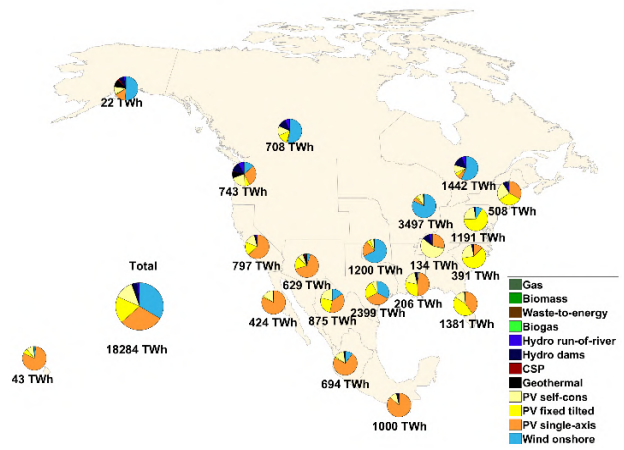 22 TWh
708 TWh
743 TWh
1442 TWh
508 TWh
3497 TWh
1191 TWh
797 TWh
629 TWh
1200 TWh
134 TWh
391 TWh
Total
424 TWh
875 TWh
2399 TWh
206 TWh
1381 TWh
18284 TWh
43 TWh
694 TWh
1000 TWh
Gas
Biomass
Waste-to-energy
Biogas
Hydro run-of-river
Hydro dams
CSP
Geothermal
PV self-cons
PV fixed tilted
PV single-axis
Wind onshore